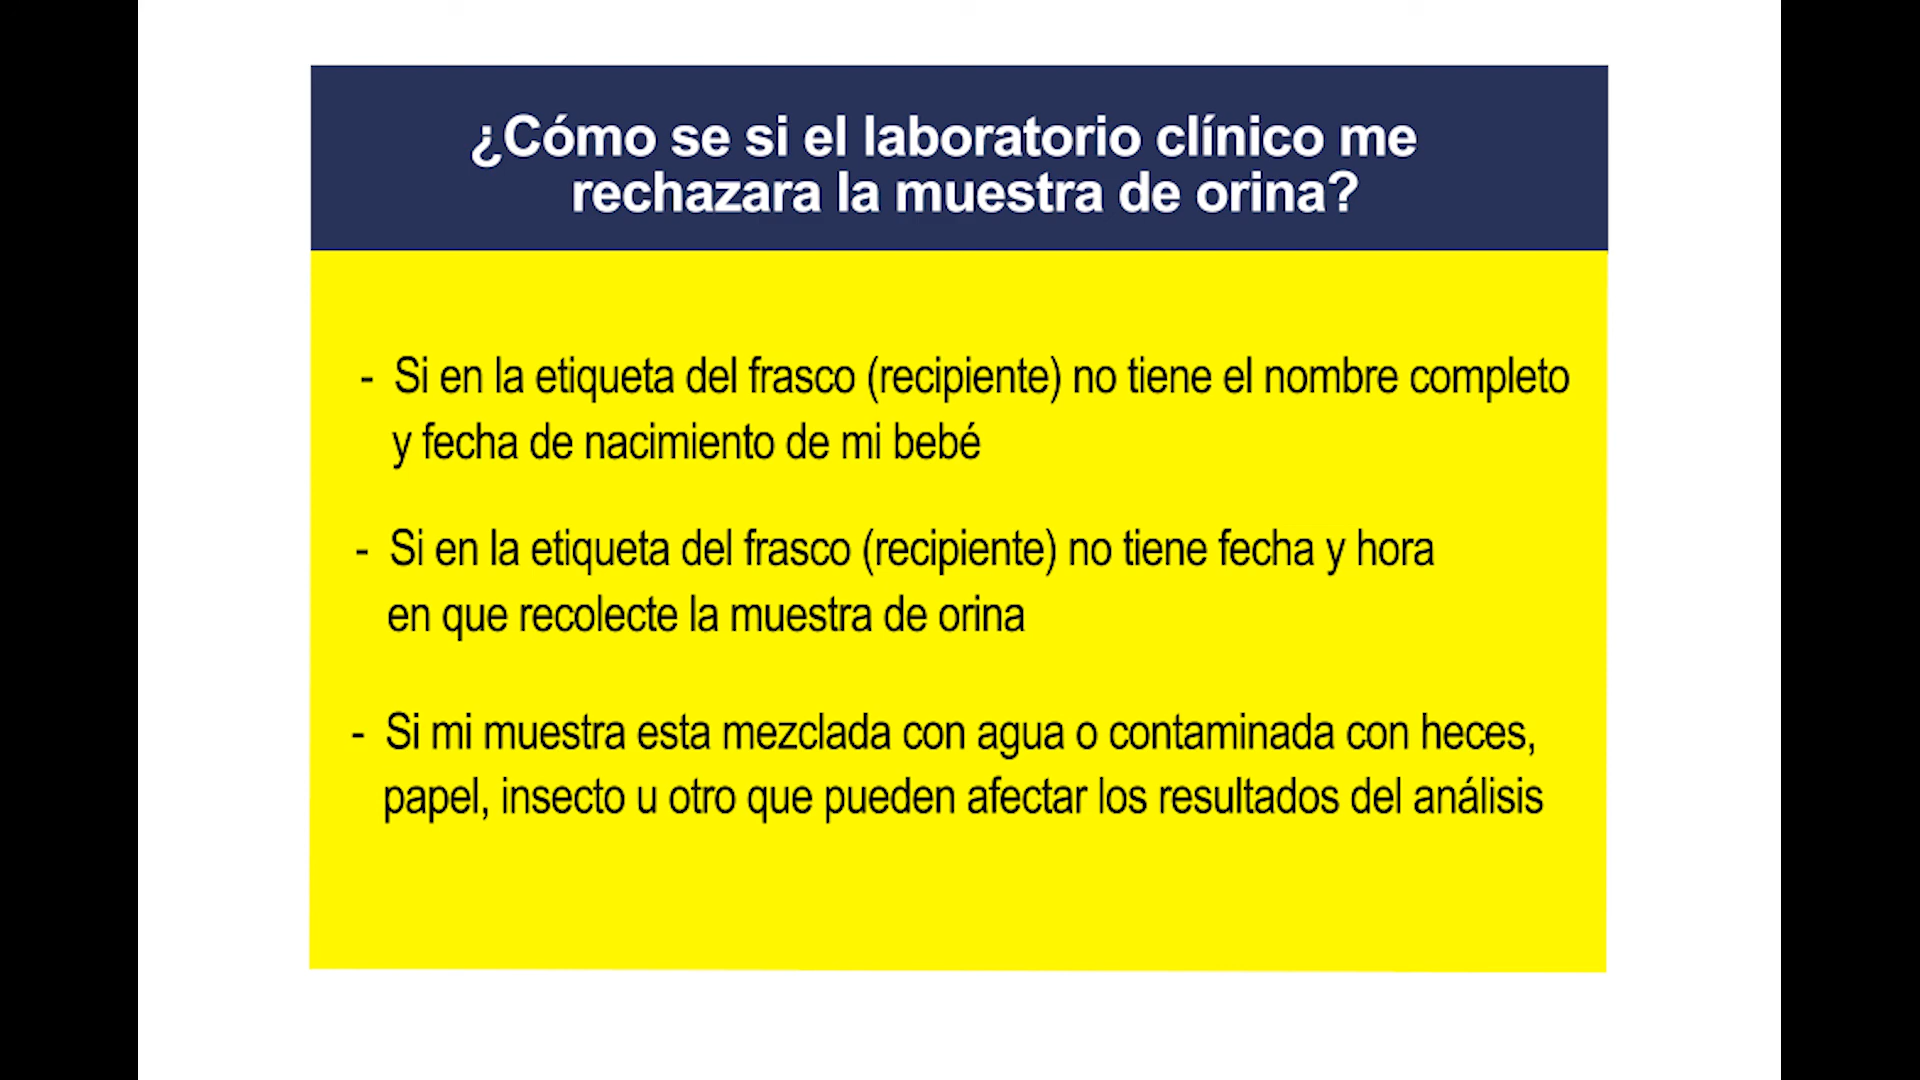 ¿Cómo se si el laboratorio clínico me
rechazara la muestra de orina?
- Si en la etiqueta del frasco (recipiente) no tiene el nombre completo
y fecha de nacimiento de mi bebé
- Si en la etiqueta del frasco (recipiente) no tiene fecha y hora
en que recolecte la muestra de orina
- Si mi muestra esta mezclada con agua o contaminada con heces,
papel, insecto u otro que pueden afectar los resultados del análisis